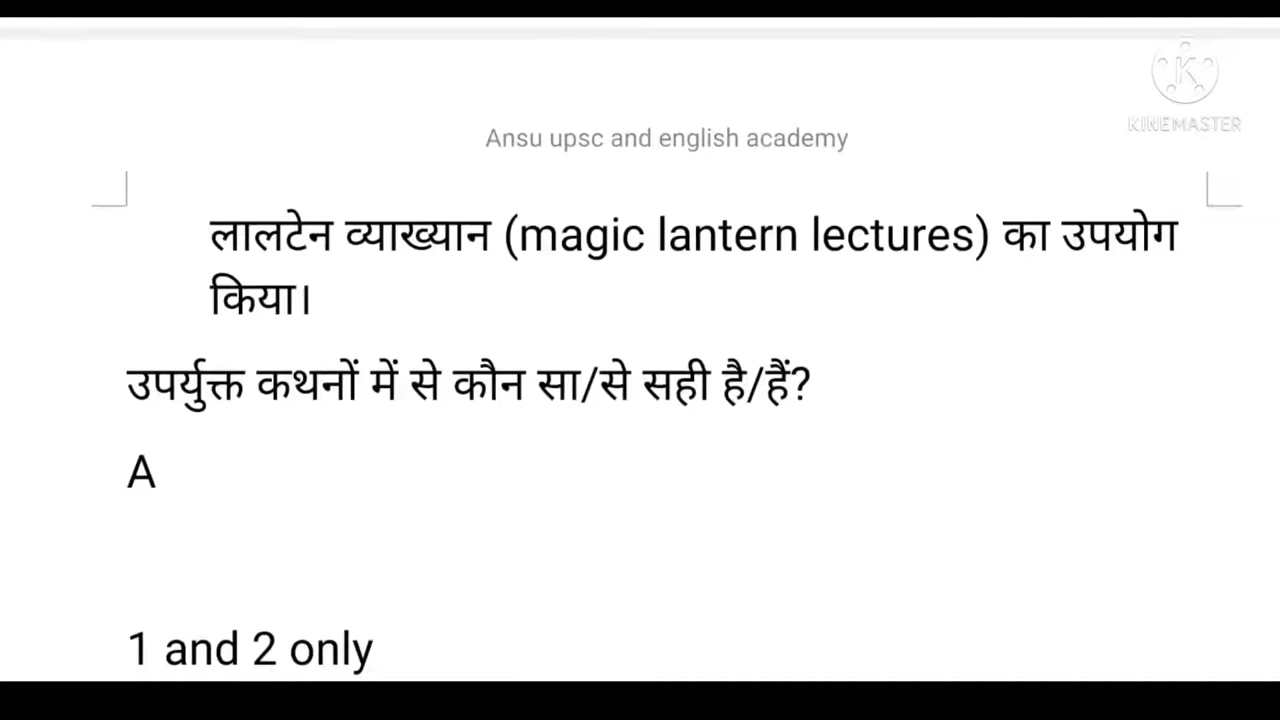 K
KINEMASTER
Ansu upsc and english academy
लालटेन व्याख्यान (magic lantern lectures) का उपयोग
किया।
उपर्युक्त कथनों में से कौन सा/से सही है/हैं?
A
1 and 2 only